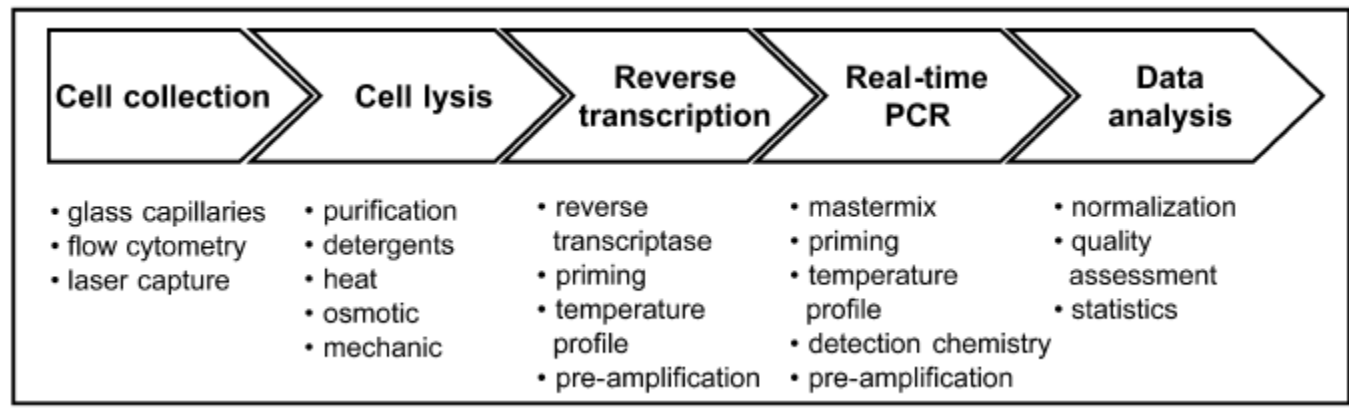 Cell collection
Cell lysis
Reverse
transcription
Real-time
PCR
Data
analysis
• glass capillaries
• flow cytometry
• laser capture
• purification
• detergents
• heat
• osmotic
• mechanic
• reverse
transcriptase
• priming
• temperature
profile
• pre-amplification
• mastermix
• priming
• temperature
profile
• detection chemistry
• pre-amplification
• normalization
• quality
assessment
• statistics